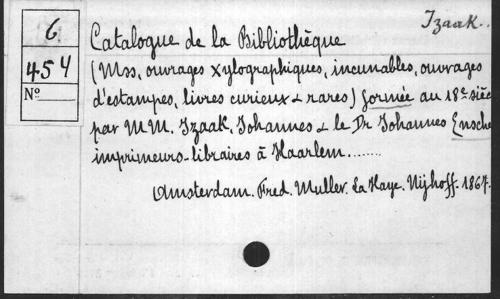 Izaak.
6
454
Nº
Catalogue de la Bibliothèque
(Mss, ouvrages xylographiques, incunables, ouvrages
d'estampes, livres curieux & rares) formée au 18e. sièc
par MM. Izaak, Johannes & le Dr Johannes Ensche
imprimeurs-libraires à Haarlem........
Amsterdam. Fred. Muller. La Haye. Nijhoff. 1867.